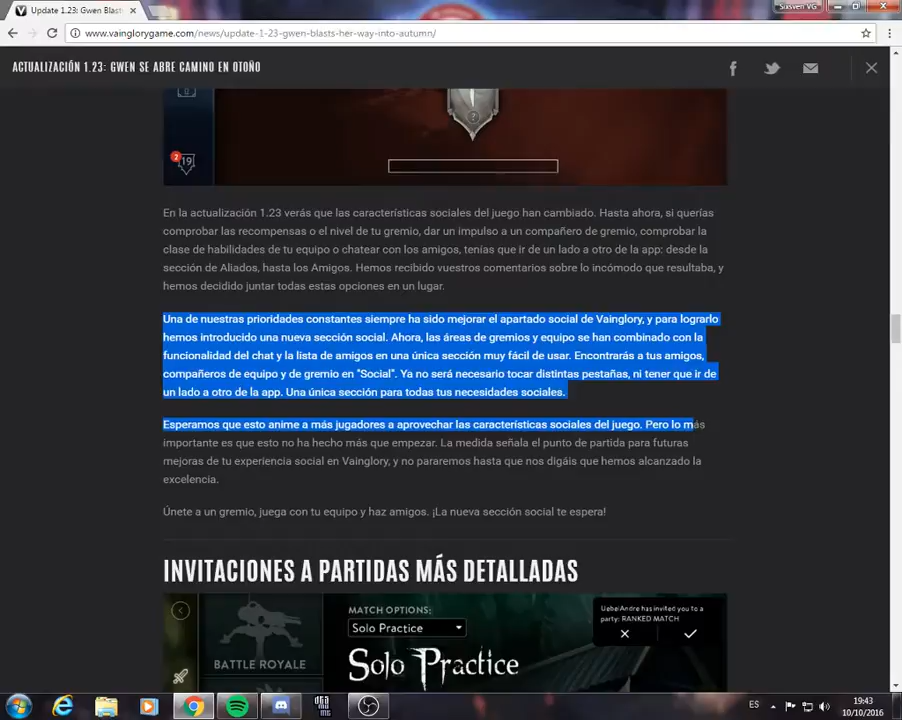 Update 1.23: Gwen Blast
Sixsven VG
www.vainglorygame.com/news/update-1-23-gwen-blasts-her-way-into-autumn/
ACTUALIZACIÓN 1.23: GWEN SE ABRE CAMINO EN OTOÑO
2
19
?
En la actualización 1.23 verás que las características sociales del juego han cambiado. Hasta ahora, si querías
comprobar las recompensas o el nivel de tu gremio, dar un impulso a un compañero de gremio, comprobar la
clase de habilidades de tu equipo o chatear con los amigos, tenías que ir de un lado a otro de la app: desde la
sección de Aliados, hasta los Amigos. Hemos recibido vuestros comentarios sobre lo incómodo que resultaba, y
hemos decidido juntar todas estas opciones en un lugar.
Una de nuestras prioridades constantes siempre ha sido mejorar el apartado social de Vainglory, y para lograrlo
hemos introducido una nueva sección social. Ahora, las áreas de gremios y equipo se han combinado con la
funcionalidad del chat y la lista de amigos en una única sección muy fácil de usar. Encontrarás a tus amigos,
compañeros de equipo y de gremio en "Social". Ya no será necesario tocar distintas pestañas, ni tener que ir de
un lado a otro de la app. Una única sección para todas tus necesidades sociales.
Esperamos que esto anime a más jugadores a aprovechar las características sociales del juego. Pero lo más
importante es que esto no ha hecho más que empezar. La medida señala el punto de partida para futuras
mejoras de tu experiencia social en Vainglory, y no pararemos hasta que nos digáis que hemos alcanzado la
excelencia.
Únete a un gremio, juega con tu equipo y haz amigos. ¡La nueva sección social te espera!
INVITACIONES A PARTIDAS MÁS DETALLADAS
MATCH OPTIONS:
Solo Practice
UebelAndre has invited you to a
party: RANKED MATCH
BATTLE ROYALE
Solo Practice
ES
19:43
10/10/2016